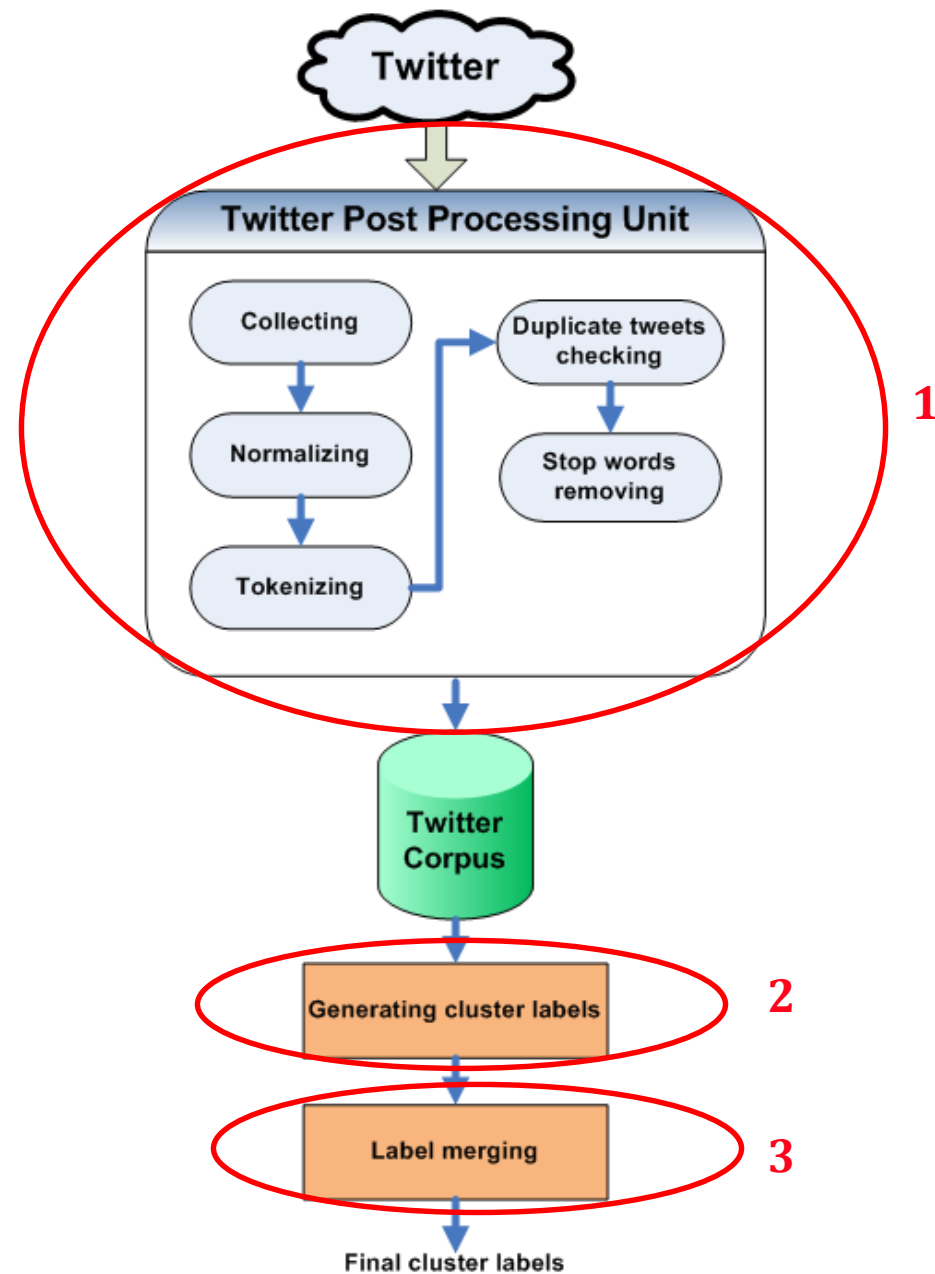 Twitter
Twitter Post Processing Unit
Collecting
Normalizing
Tokenizing
Duplicate tweets
checking
Stop words
removing
1
Twitter
Corpus
Generating cluster labels
2
Label merging
3
Final cluster labels